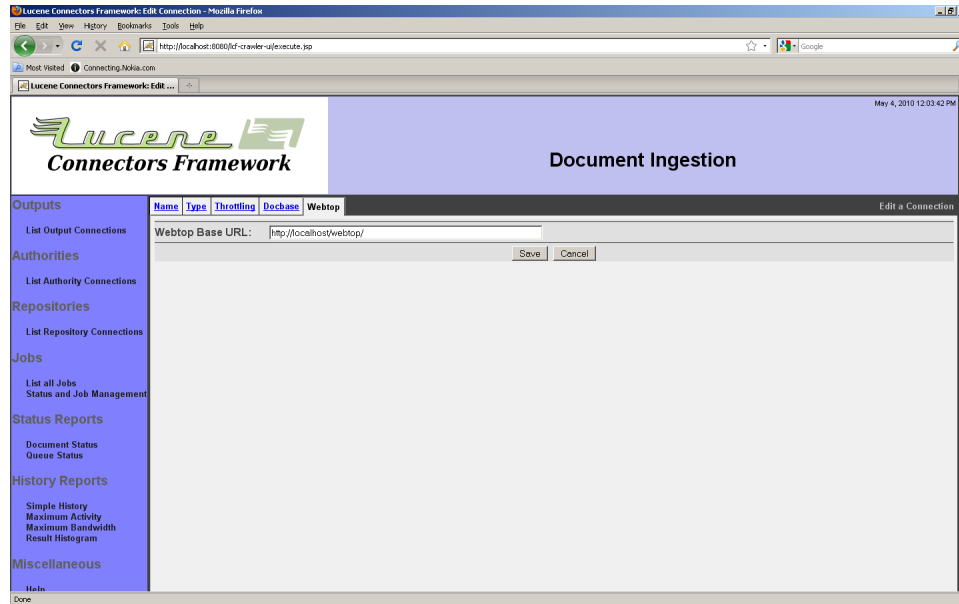 Lucene Connectors Framework: Edit Connection - Mozilla Firefox
File Edit View History Bookmarks Tools Help
http://localhost:8080/lcf-crawler-ui/execute.jsp
Google
Most Visited Connecting.Nokia.com
Lucene Connectors Framework: Edit ...
May 4, 2010 12:03:42 PM
Lucene
Connectors Framework
Document Ingestion
Outputs
Name Type Throttling Docbase Webtop
Edit a Connection
List Output Connections
Webtop Base URL: http://localhost/webtop/
Save Cancel
Authorities
List Authority Connections
Repositories
List Repository Connections
Jobs
List all Jobs
Status and Job Management
Status Reports
Document Status
Queue Status
History Reports
Simple History
Maximum Activity
Maximum Bandwidth
Result Histogram
Miscellaneous
Help
Done